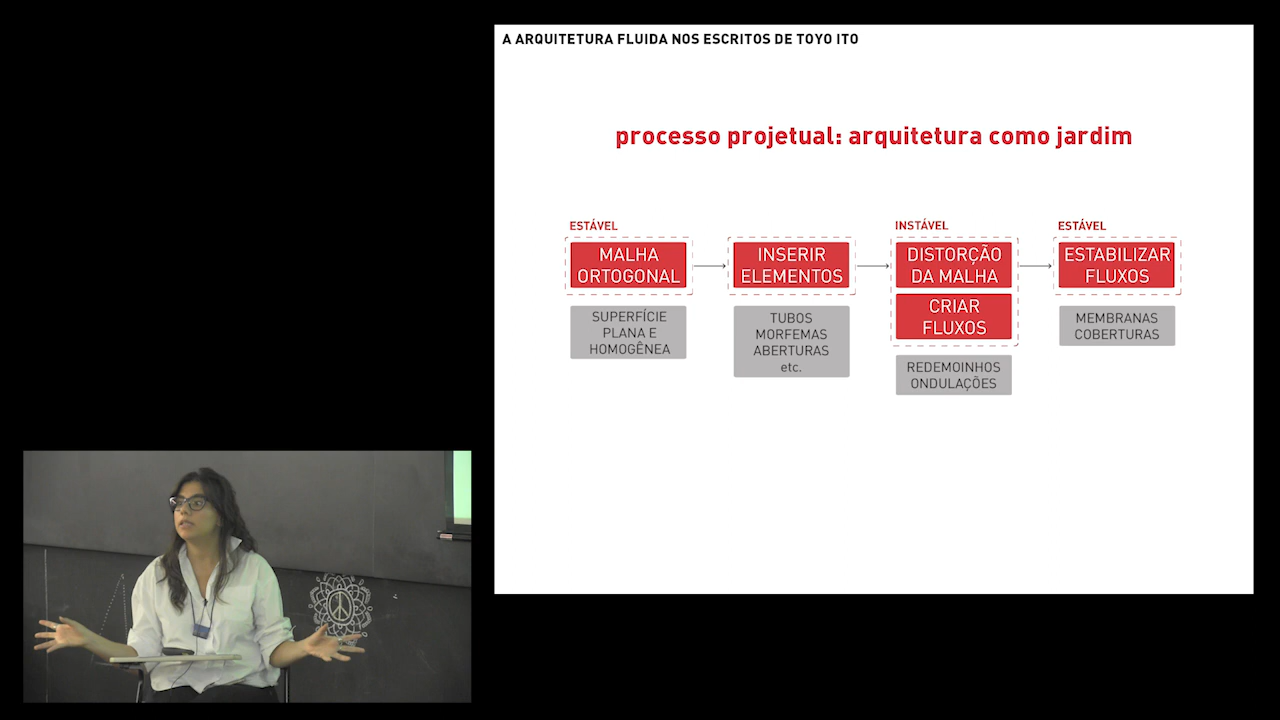 A ARQUITETURA FLUIDA NOS ESCRITOS DE TOYO ITO
processo projetual: arquitetura como jardim
ESTÁVEL
MALHA
ORTOGONAL
SUPERFÍCIE
PLANA E
HOMOGÊNEA
INSERIR
ELEMENTOS
TUBOS
MORFEMAS
ABERTURAS
etc.
INSTÁVEL
DISTORÇÃO
DA MALHA
CRIAR
FLUXOS
REDEMOINHOS
ONDULAÇÕES
ESTÁVEL
ESTABILIZAR
FLUXOS
MEMBRANAS
COBERTURAS